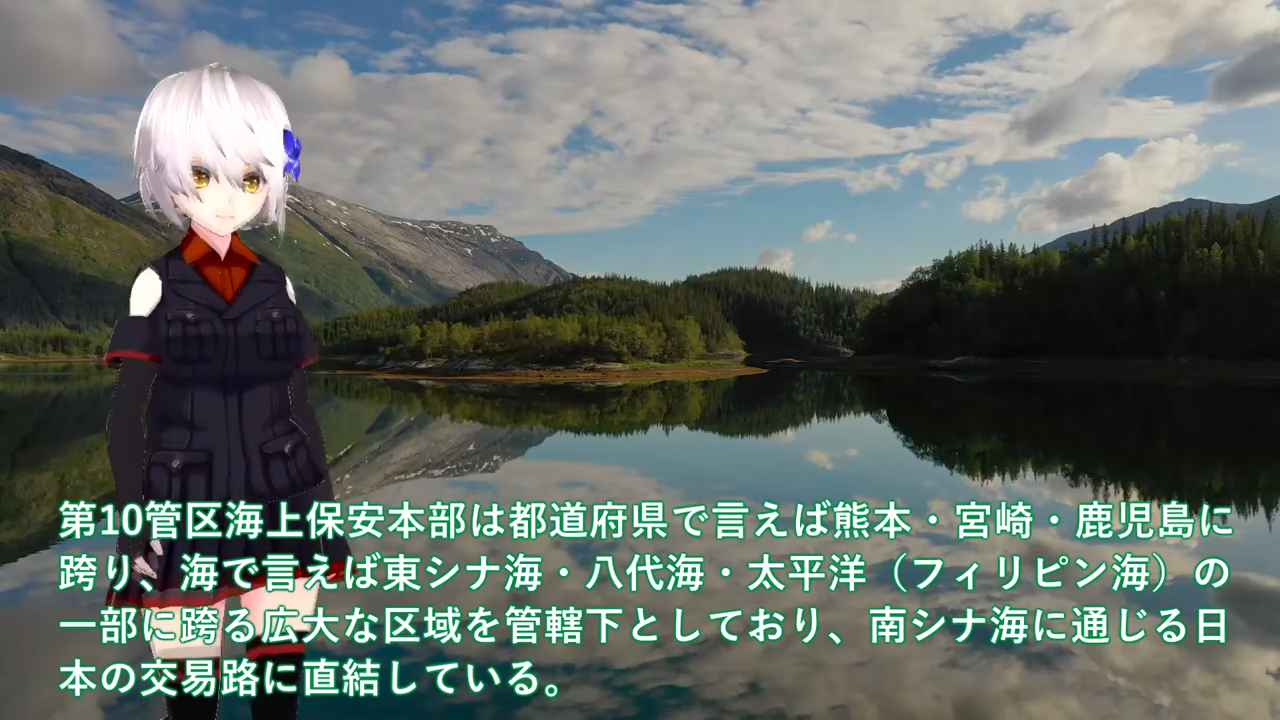 第10管区海上保安本部は都道府県で言えば熊本・宮崎・鹿児島に
跨り、海で言えば東シナ海・八代海・太平洋（フィリピン海）の
一部に跨る広大な区域を管轄下としており、南シナ海に通じる日
本の交易路に直結している。